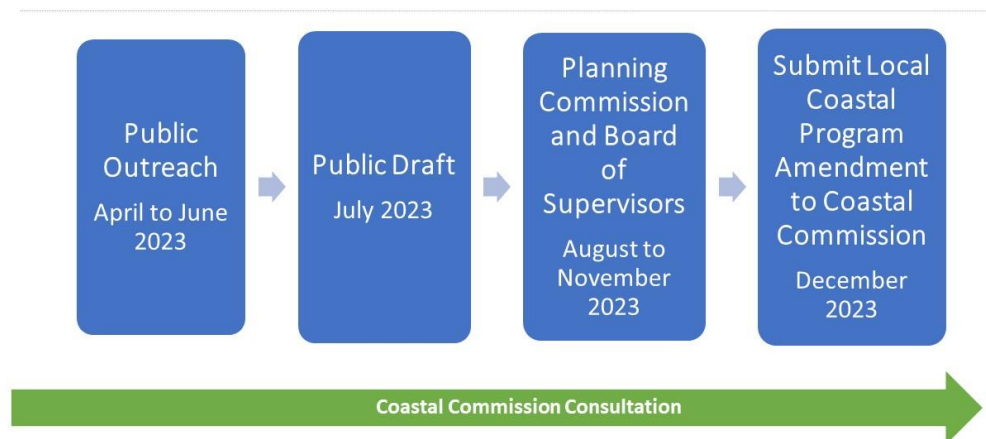 Public
Outreach
April to June
2023
Public Draft
July 2023
Planning
Commission
and Board
of
Supervisors
August to
November
2023
Submit Local
Coastal
Program
Amendment
to Coastal
Commission
December
2023
Coastal Commission Consultation